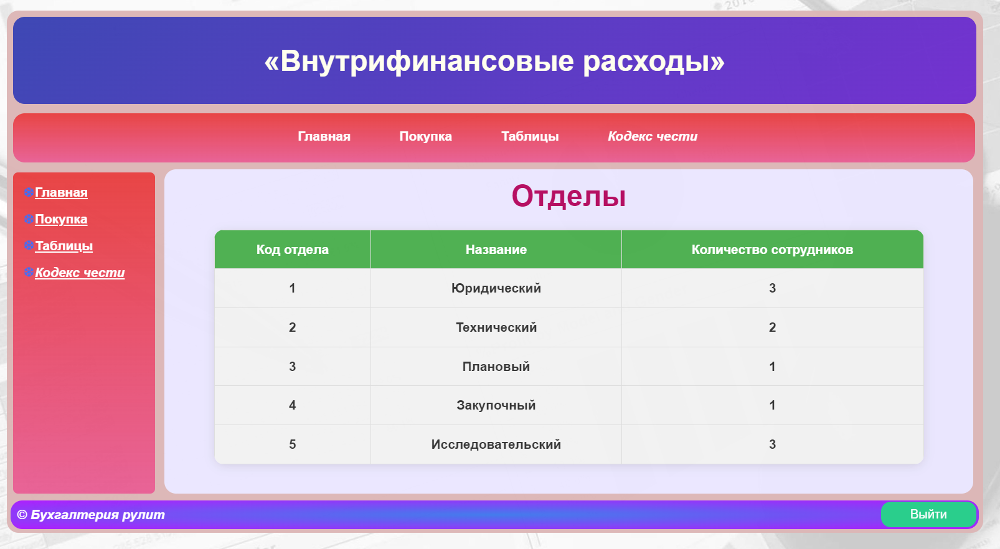 «Внутрифинансовые расходы»
Главная Покупка Таблицы Кодекс чести
Главная
Покупка
Таблицы
Кодекс чести
Отделы
Код отдела Название Количество сотрудников
1 Юридический 3
2 Технический 2
3 Плановый 1
4 Закупочный 1
5 Исследовательский 3
© Бухгалтерия рулит
Выйти